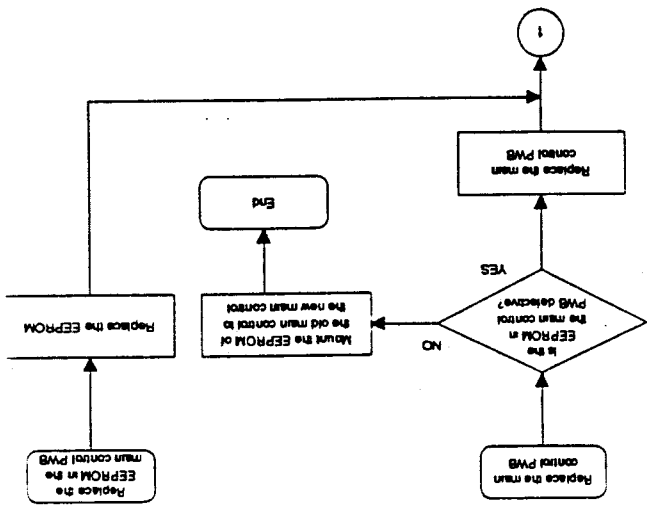 Replace the main
control PWB
Replace the
EEPROM in the
main control PWB
Is the
EEPROM in
the main control
PWB defective?
NO
Mount the EEPROM of
the old main control to
the new main control
Replace the EEPROM
YES
End
Replace the main
control PWB
1